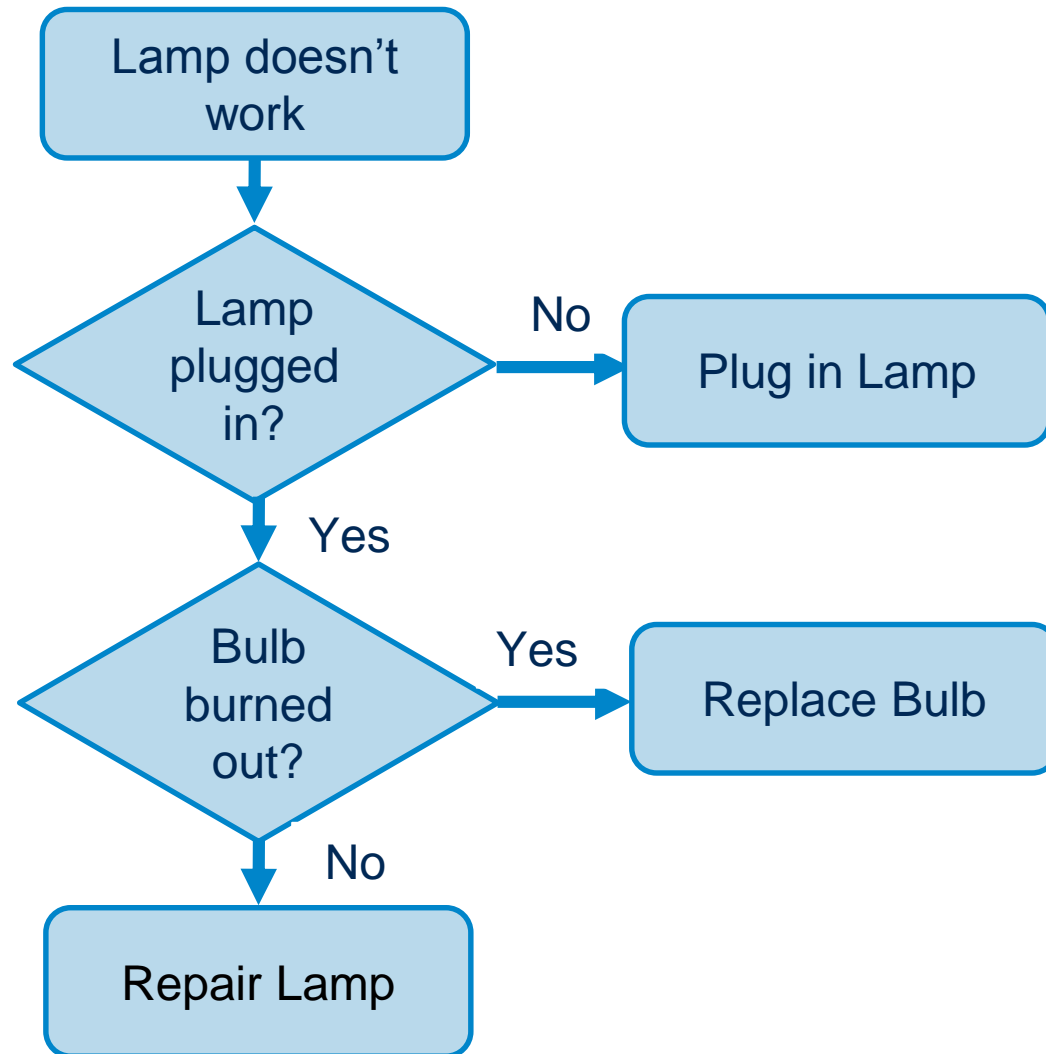 Lamp doesn’t
work
Lamp
plugged
in?
No
Plug in Lamp
Yes
Bulb
burned
out?
Yes
Replace Bulb
No
Repair Lamp